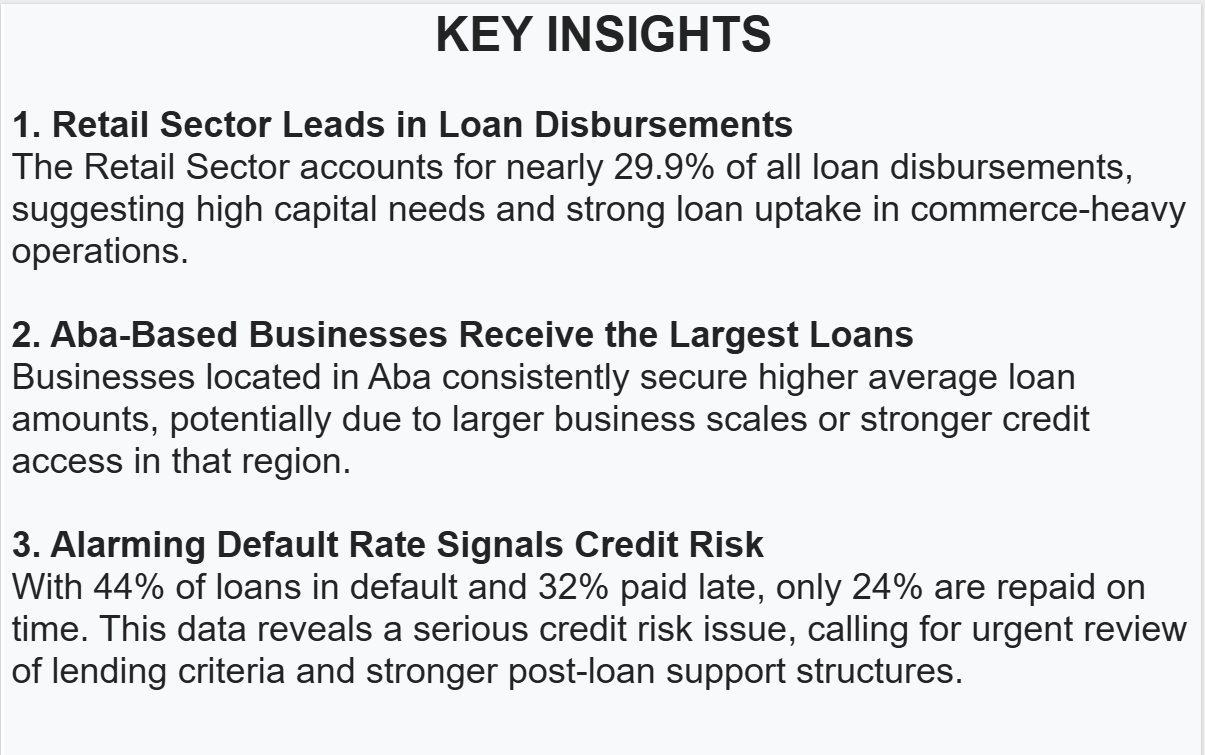 KEY INSIGHTS
1. Retail Sector Leads in Loan Disbursements
The Retail Sector accounts for nearly 29.9% of all loan disbursements,
suggesting high capital needs and strong loan uptake in commerce-heavy
operations.
2. Aba-Based Businesses Receive the Largest Loans
Businesses located in Aba consistently secure higher average loan
amounts, potentially due to larger business scales or stronger credit
access in that region.
3. Alarming Default Rate Signals Credit Risk
With 44% of loans in default and 32% paid late, only 24% are repaid on
time. This data reveals a serious credit risk issue, calling for urgent review
of lending criteria and stronger post-loan support structures.